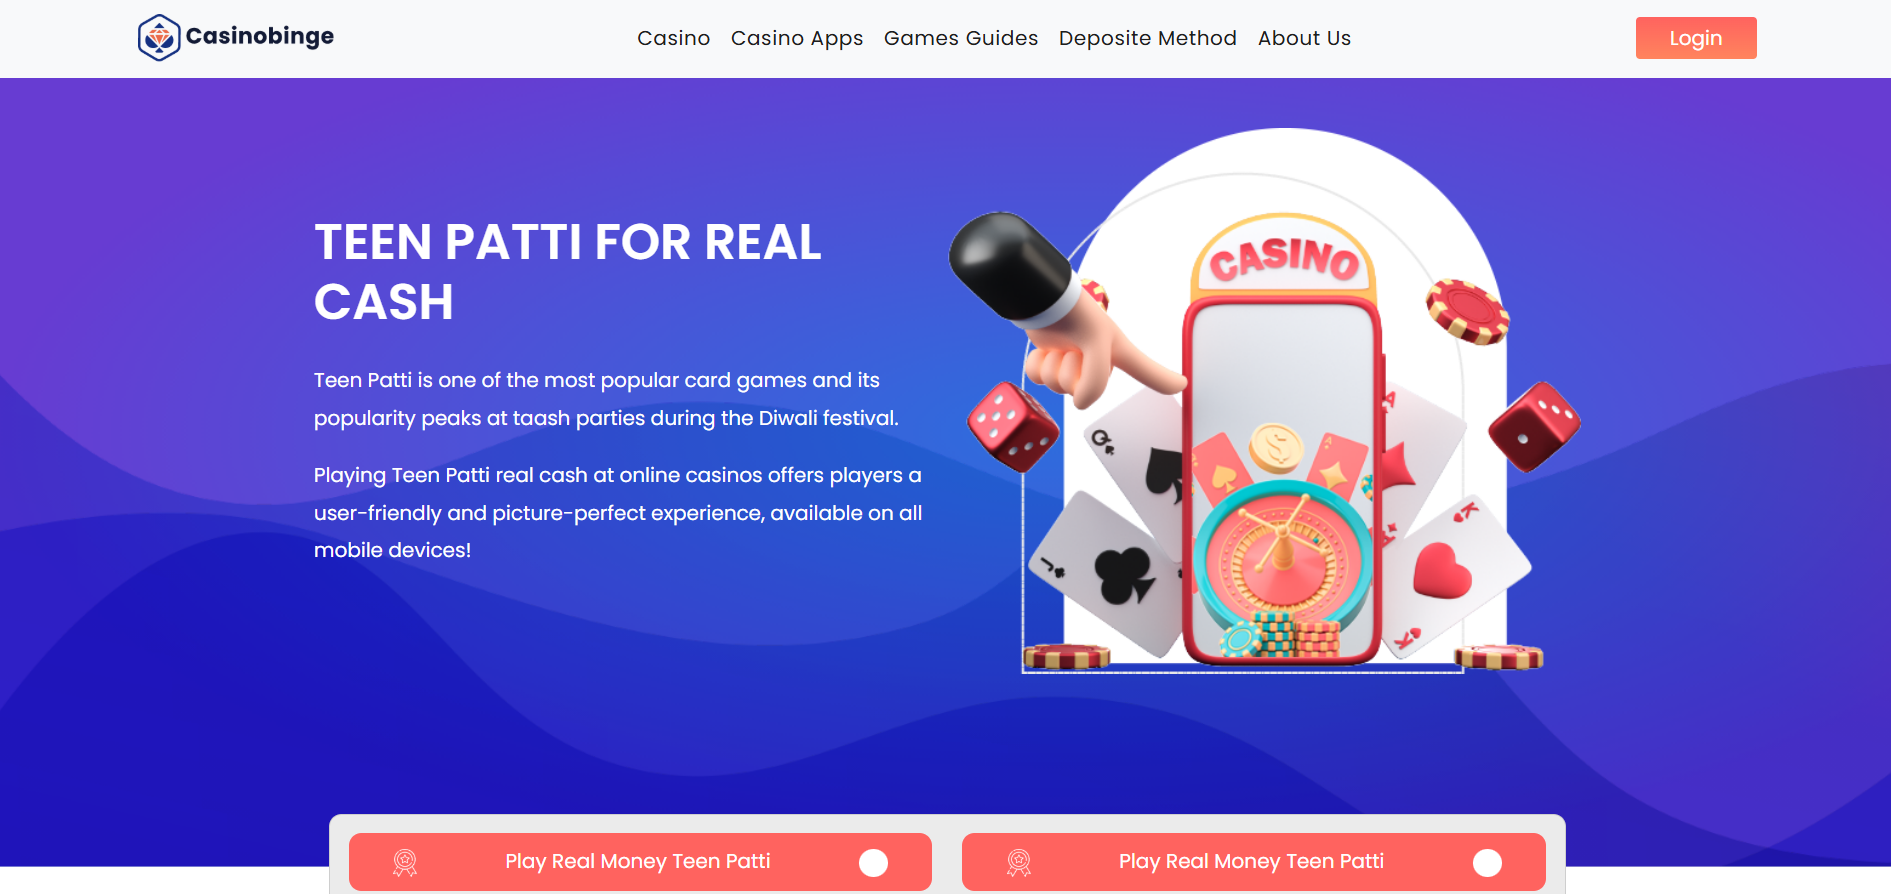 Casinobinge
Casino Casino Apps Games Guides Deposite Method About Us
Login
TEEN PATTI FOR REAL
CASH
Teen Patti is one of the most popular card games and its
popularity peaks at taash parties during the Diwali festival.
Playing Teen Patti real cash at online casinos offers players a
user-friendly and picture-perfect experience, available on all
mobile devices!
CASINO
Q
A
A
$
J
K
K
Play Real Money Teen Patti
Play Real Money Teen Patti